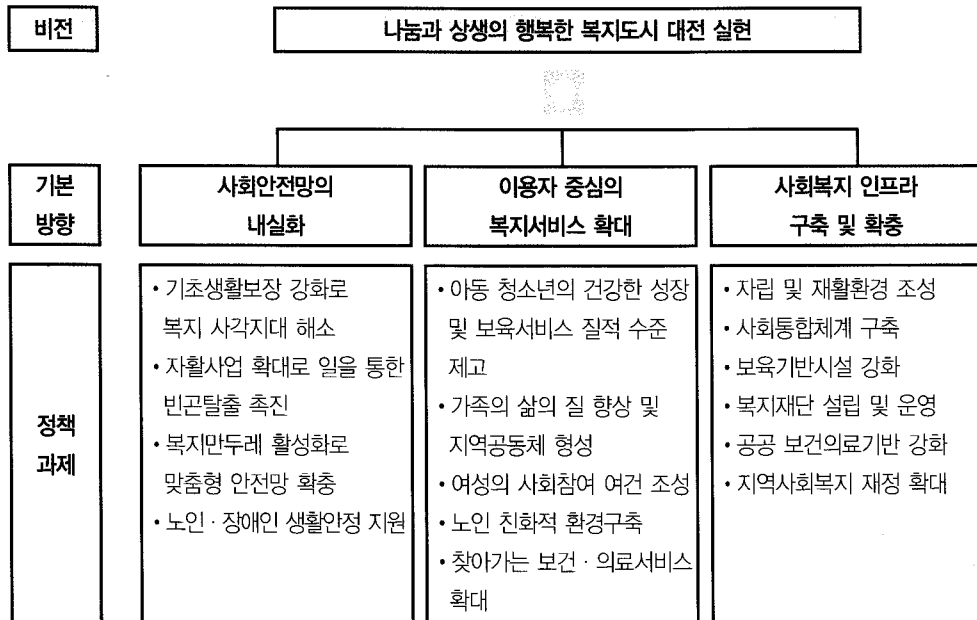 비전
나눔과 상생의 행복한 복지도시 대전 실현
기본
방향
사회안전망의
내실화
이용자 중심의
복지서비스 확대
사회복지 인프라
구축 및 확충
정책
과제
• 기초생활보장 강화로
복지 사각지대 해소
• 자활사업 확대로 일을 통한
빈곤탈출 촉진
• 복지만두레 활성화로
맞춤형 안전망 확충
• 노인 · 장애인 생활안정 지원
• 아동 청소년의 건강한 성장
및 보육서비스 질적 수준
제고
• 가족의 삶의 질 향상 및
지역공동체 형성
• 여성의 사회참여 여건 조성
• 노인 친화적 환경구축
• 찾아가는 보건 · 의료서비스
확대
• 자립 및 재활환경 조성
• 사회통합체계 구축
• 보육기반시설 강화
• 복지재단 설립 및 운영
• 공공 보건의료기반 강화
• 지역사회복지 재정 확대